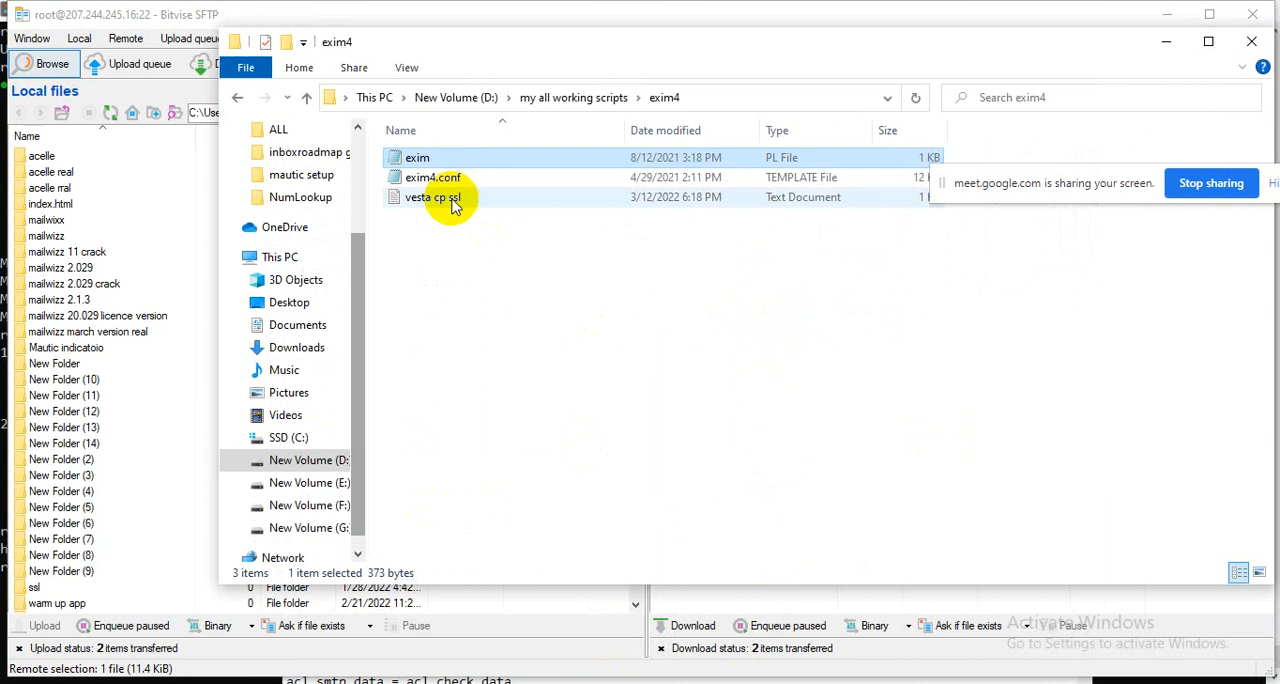 root@207.244.245.16:22 - Bitvise SFTP
Window Local Remote Upload queue
Browse Upload queue D
Local files
C:\Use
Name
acelle
acelle real
acelle rral
index.html
mailwixx
mailwizz
mailwizz 11 crack
mailwizz 2.029
mailwizz 2.029 crack
mailwizz 2.1.3
mailwizz 20.029 licence version
mailwizz march version real
Mautic indicatoio
New Folder
New Folder (10)
New Folder (11)
New Folder (12)
New Folder (13)
New Folder (14)
New Folder (2)
New Folder (3)
New Folder (4)
New Folder (5)
New Folder (6)
New Folder (7)
New Folder (8)
New Folder (9)
ssl 0 File folder 1/28/2022 4:42...
warm up app 0 File folder 2/21/2022 11:2...
Upload Enqueue paused Binary Ask if file exists Pause
Upload status: 2 items transferred
Remote selection: 1 file (11.4 KiB)
exim4
File Home Share View
This PC New Volume (D:) my all working scripts exim4
Search exim4
ALL
inboxroadmap g
mautic setup
NumLookup
OneDrive
This PC
3D Objects
Desktop
Documents
Downloads
Music
Pictures
Videos
SSD (C:)
New Volume (D:
New Volume (E:)
New Volume (F:)
New Volume (G:
Network
Name Date modified Type Size
exim 8/12/2021 3:18 PM PL File 1 KB
exim4.conf 4/29/2021 2:11 PM TEMPLATE File 12
vesta cp ssl 3/12/2022 6:18 PM Text Document 1
3 items 1 item selected 373 bytes
meet.google.com is sharing your screen. Stop sharing Hi
Download Enqueue paused Binary Ask if file exists Pause
Download status: 2 items transferred
Activate Windows
Go to Settings to activate Windows.
acl_smtp_data = acl_check_data